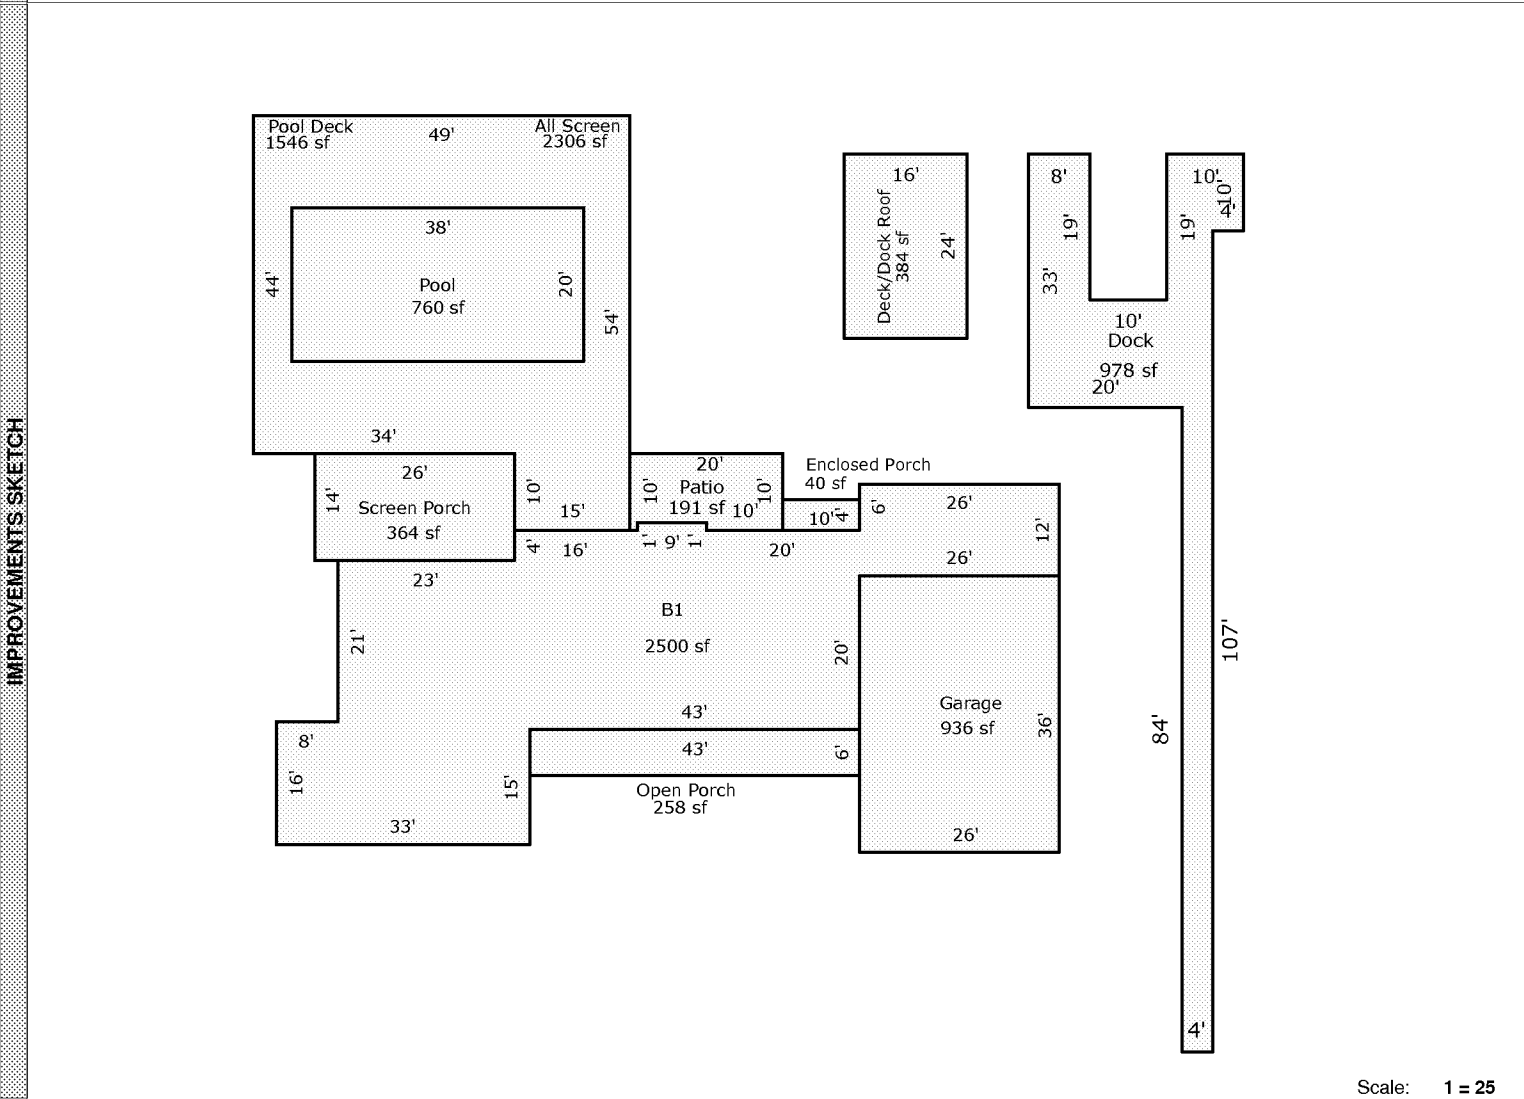 IMPROVEMENTS SKETCH
Pool Deck
1546 sf
49'
All Screen
2306 sf
38'
Pool
760 sf
20'
44'
54'
34'
26'
14'
Screen Porch
364 sf
10'
15'
4'
16'
23'
20'
10'
Patio
191 sf
10'
10'
1'
9'
1'
20'
Enclosed Porch
40 sf
10'
4'
6'
26'
12'
26'
B1
2500 sf
21'
20'
43'
8'
16'
15'
33'
43'
6'
Open Porch
258 sf
Garage
936 sf
36'
26'
16'
Deck/Dock Roof
384 sf
24'
8'
19'
33'
10'
Dock
978 sf
20'
10'
10'
4'
19'
107'
84'
4'
Scale: 1 = 25